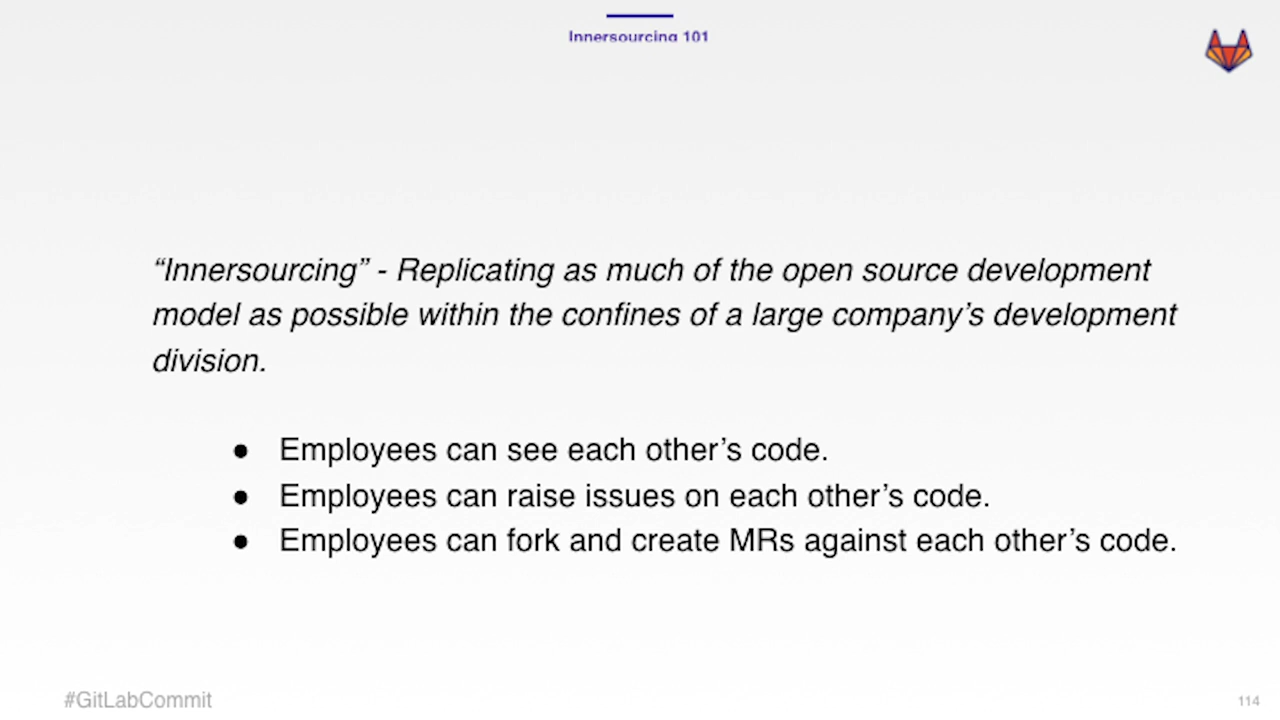 Innersourcing 101
“Innersourcing” - Replicating as much of the open source development
model as possible within the confines of a large company’s development
division.
● Employees can see each other’s code.
● Employees can raise issues on each other’s code.
● Employees can fork and create MRs against each other’s code.
#GitLabCommit
114